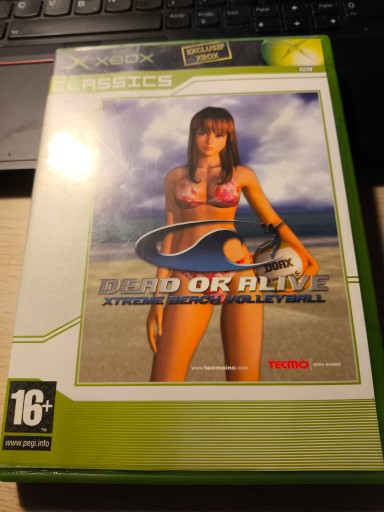 XBOX
EXCLUSIF
XBOX
CLASSICS
DOAX
DEAD OR ALIVE
XTREME BEACH VOLLEYBALL
www.tecmoinc.com
TECMO
16+
www.pegi.info